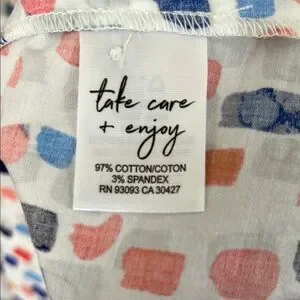 take care
+ enjoy
97% COTTON/COTON
3% SPANDEX
RN 93093 CA 30427